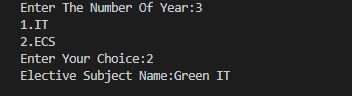 Enter The Number Of Year:3
1.IT
2.ECS
Enter Your Choice:2
Elective Subject Name:Green IT